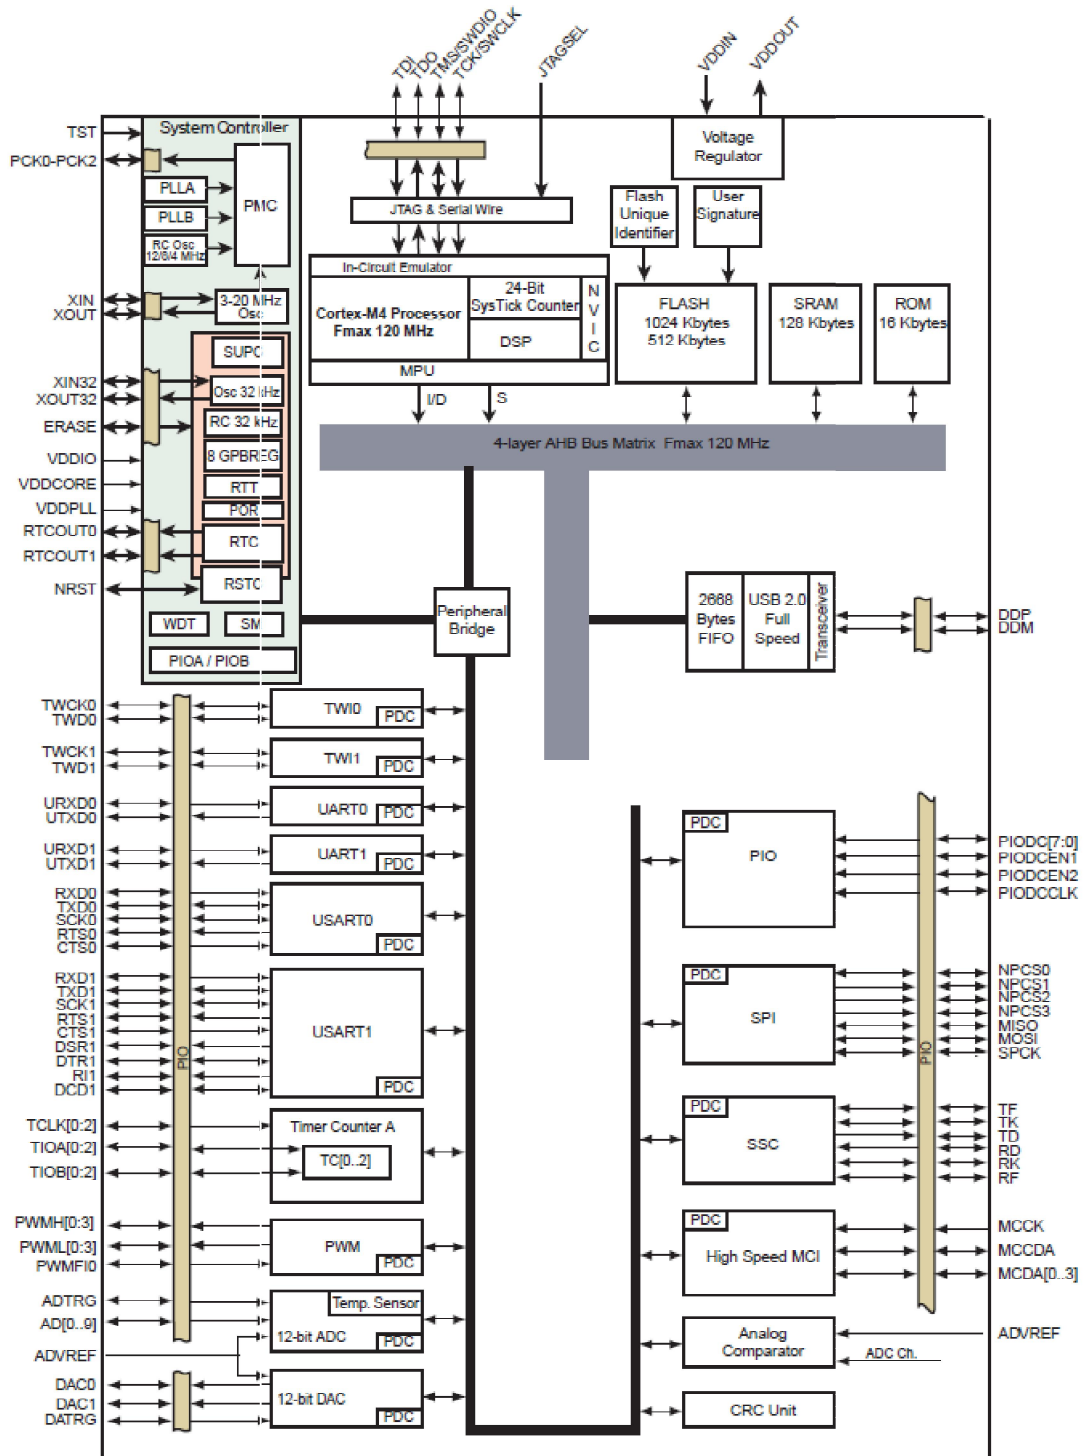 TDI
TDO
TMS/SWDIO
TCK/SWCLK
JTAGSEL
VDDIN
VDDOUT
System Controller
TST
PCK0-PCK2
PLLA
PLLB
RC Osc
12/8/4 MHz
PMC
XIN
XOUT
3-20 MHz
Osc
SUPC
XIN32
XOUT32
ERASE
Osc 32 kHz
RC 32 kHz
8 GPBREG
VDDIO
VDDCORE
VDDPLL
RTT
POR
RTCOUT0
RTCOUT1
RTC
NRST
RSTC
WDT
SM
PIOA / PIOB
JTAG & Serial Wire
In-Circuit Emulator
Cortex-M4 Processor
Fmax 120 MHz
24-Bit
SysTick Counter
DSP
N
V
I
C
MPU
I/D
S
Voltage
Regulator
Flash
Unique
Identifier
User
Signature
FLASH
1024 Kbytes
512 Kbytes
SRAM
128 Kbytes
ROM
16 Kbytes
4-layer AHB Bus Matrix Fmax 120 MHz
Peripheral
Bridge
2668
Bytes
FIFO
USB 2.0
Full
Speed
Transceiver
DDP
DDM
TWCK0
TWD0
TWI0
PDC
TWCK1
TWD1
TWI1
PDC
URXD0
UTXD0
UART0
PDC
URXD1
UTXD1
UART1
PDC
RXD0
TXD0
SCK0
RTS0
CTS0
USART0
PDC
RXD1
TXD1
SCK1
RTS1
CTS1
DSR1
DTR1
RI1
DCD1
PIO
USART1
PDC
TCLK[0:2]
TIOA[0:2]
TIOB[0:2]
Timer Counter A
TC[0..2]
PWMH[0:3]
PWML[0:3]
PWMFI0
PWM
PDC
ADTRG
AD[0..9]
ADVREF
Temp. Sensor
12-bit ADC
PDC
DAC0
DAC1
DATRG
12-bit DAC
PDC
PDC
PIO
PIODC[7:0]
PIODCEN1
PIODCEN2
PIODCCLK
PDC
SPI
NPCS0
NPCS1
NPCS2
NPCS3
MISO
MOSI
SPCK
PIO
PDC
SSC
TF
TK
TD
RD
RK
RF
PDC
High Speed MCI
MCCK
MCCDA
MCDA[0..3]
Analog
Comparator
ADVREF
ADC Ch.
CRC Unit